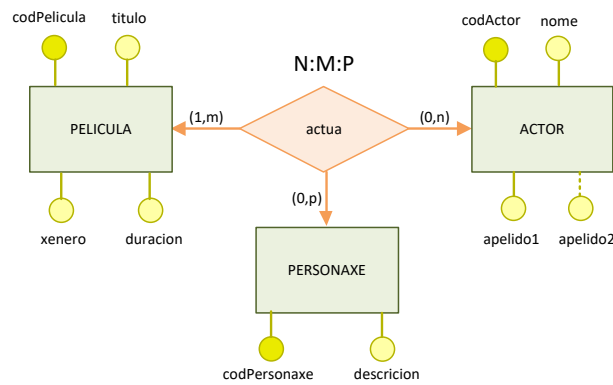 codPelicula
titulo
codActor
nome
N:M:P
PELICULA
(1,m)
actua
(0,n)
ACTOR
(0,p)
xenero
duracion
PERSONAXE
apelido1
apelido2
codPersonaxe
descricion